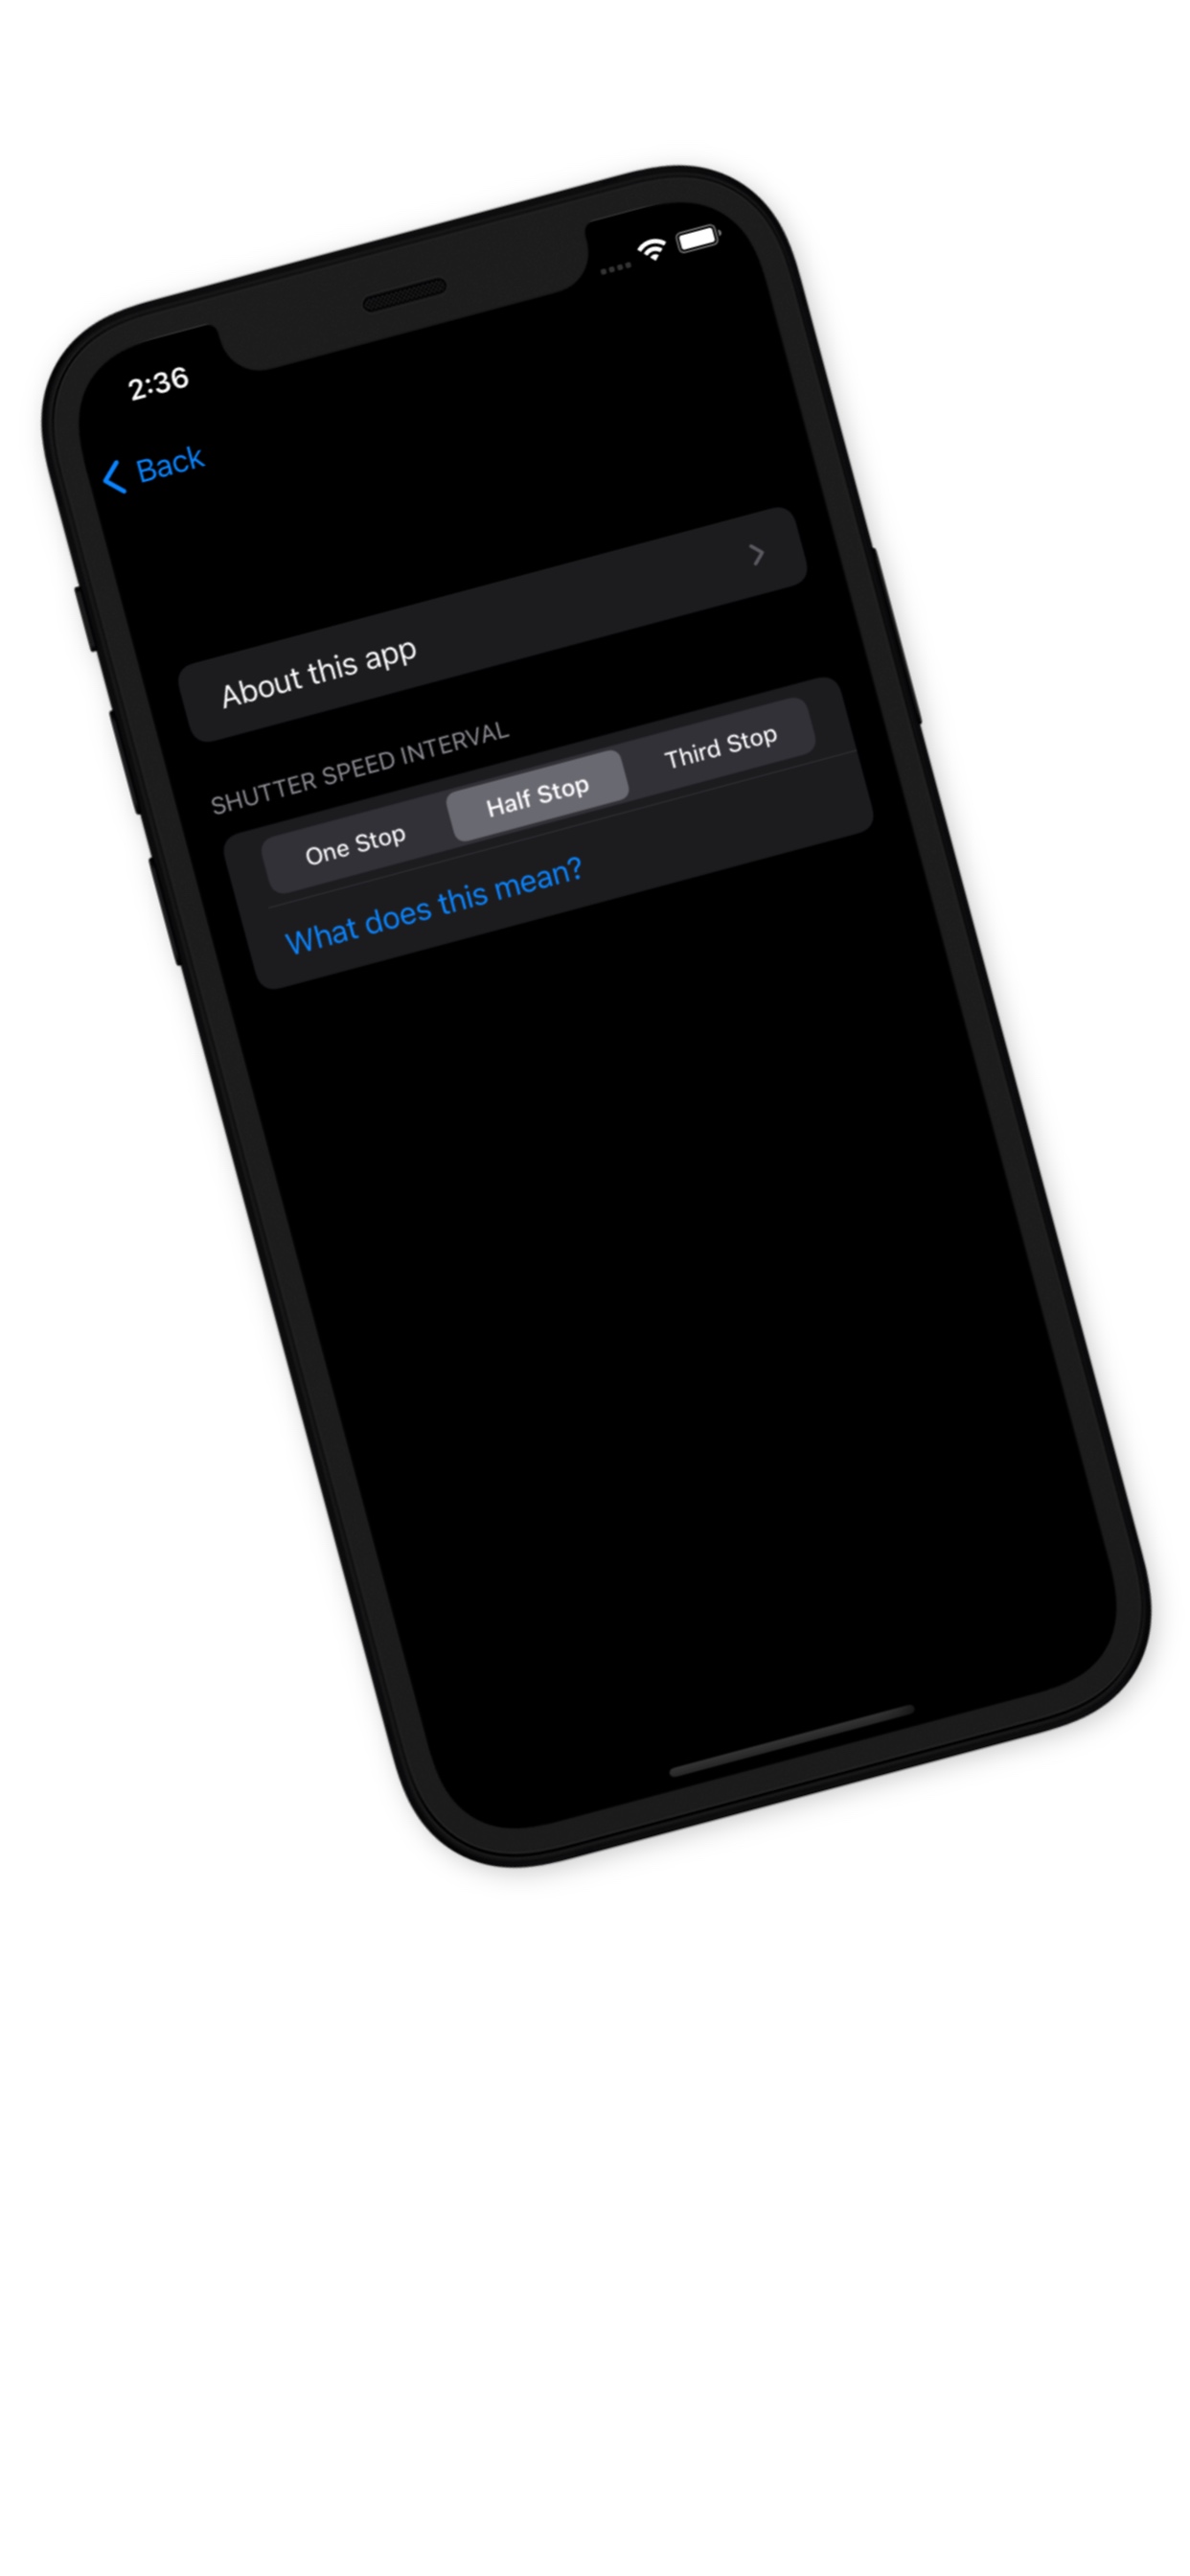 2:36
Back
About this app
SHUTTER SPEED INTERVAL
One Stop Half Stop Third Stop
What does this mean?